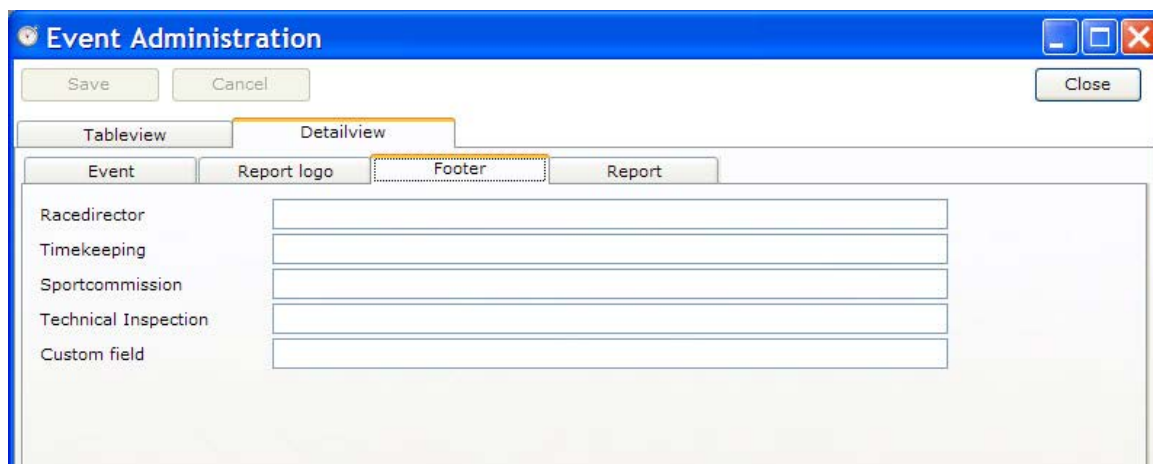 Event Administration
Save Cancel Close
Tableview Detailview
Event Report logo Footer Report
Racedirector
Timekeeping
Sportcommission
Technical Inspection
Custom field